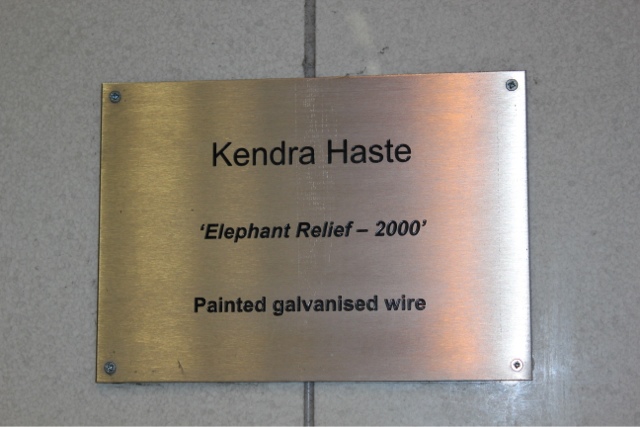 Kendra Haste
‘Elephant Relief – 2000’
Painted galvanised wire